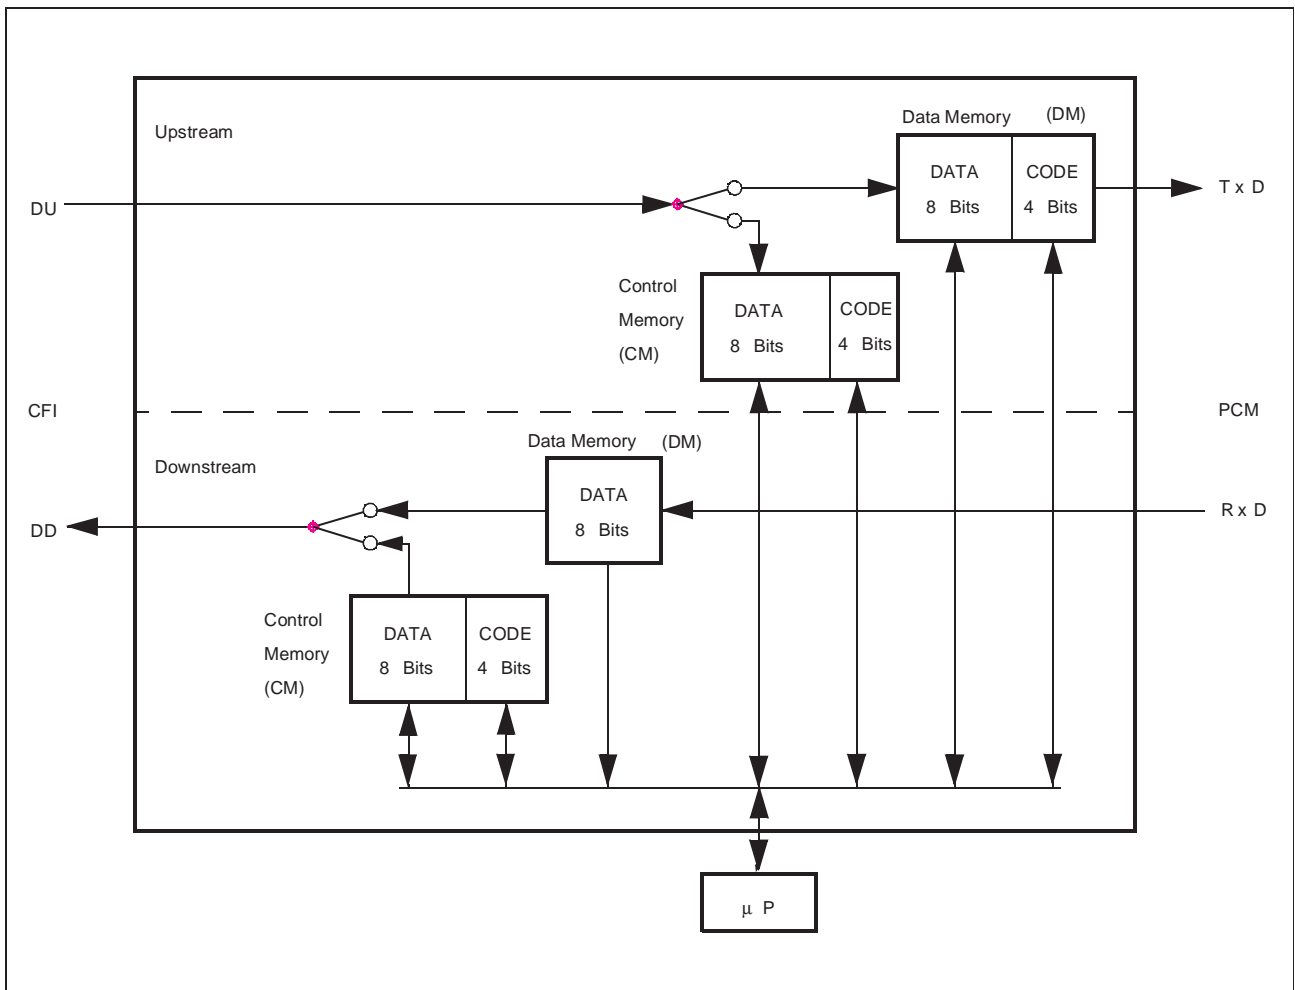 Data Memory (DM)
Upstream
DATA CODE
8 Bits 4 Bits
T x D
DU
Control
Memory
(CM)
DATA CODE
8 Bits 4 Bits
CFI
PCM
Data Memory (DM)
Downstream
DATA
8 Bits
R x D
DD
Control
Memory
(CM)
DATA CODE
8 Bits 4 Bits
μ P